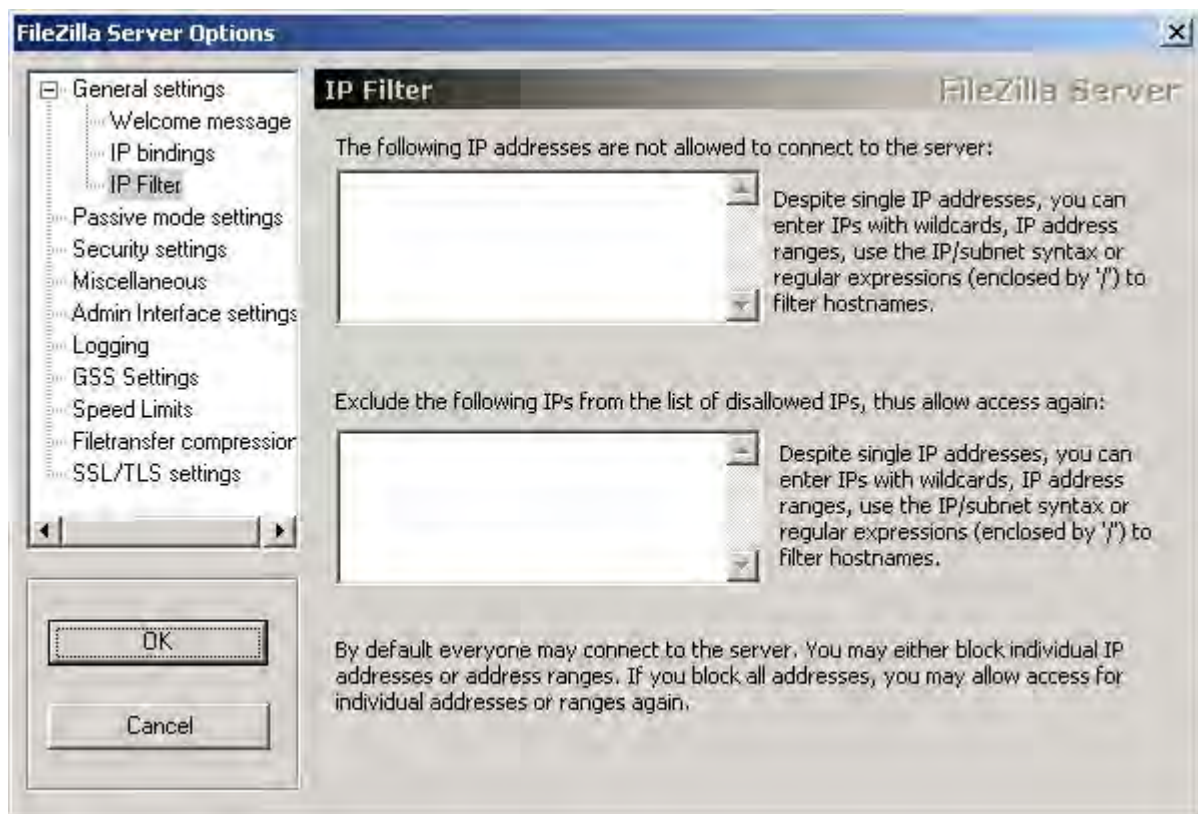 FileZilla Server Options
General settings
Welcome message
IP bindings
IP Filter
Passive mode settings
Security settings
Miscellaneous
Admin Interface settings
Logging
GSS Settings
Speed Limits
Filetransfer compression
SSL/TLS settings
OK
Cancel
IP Filter
FileZilla Server
The following IP addresses are not allowed to connect to the server:
Despite single IP addresses, you can
enter IPs with wildcards, IP address
ranges, use the IP/subnet syntax or
regular expressions (enclosed by '/') to
filter hostnames.
Exclude the following IPs from the list of disallowed IPs, thus allow access again:
Despite single IP addresses, you can
enter IPs with wildcards, IP address
ranges, use the IP/subnet syntax or
regular expressions (enclosed by '/') to
filter hostnames.
By default everyone may connect to the server. You may either block individual IP
addresses or address ranges. If you block all addresses, you may allow access for
individual addresses or ranges again.